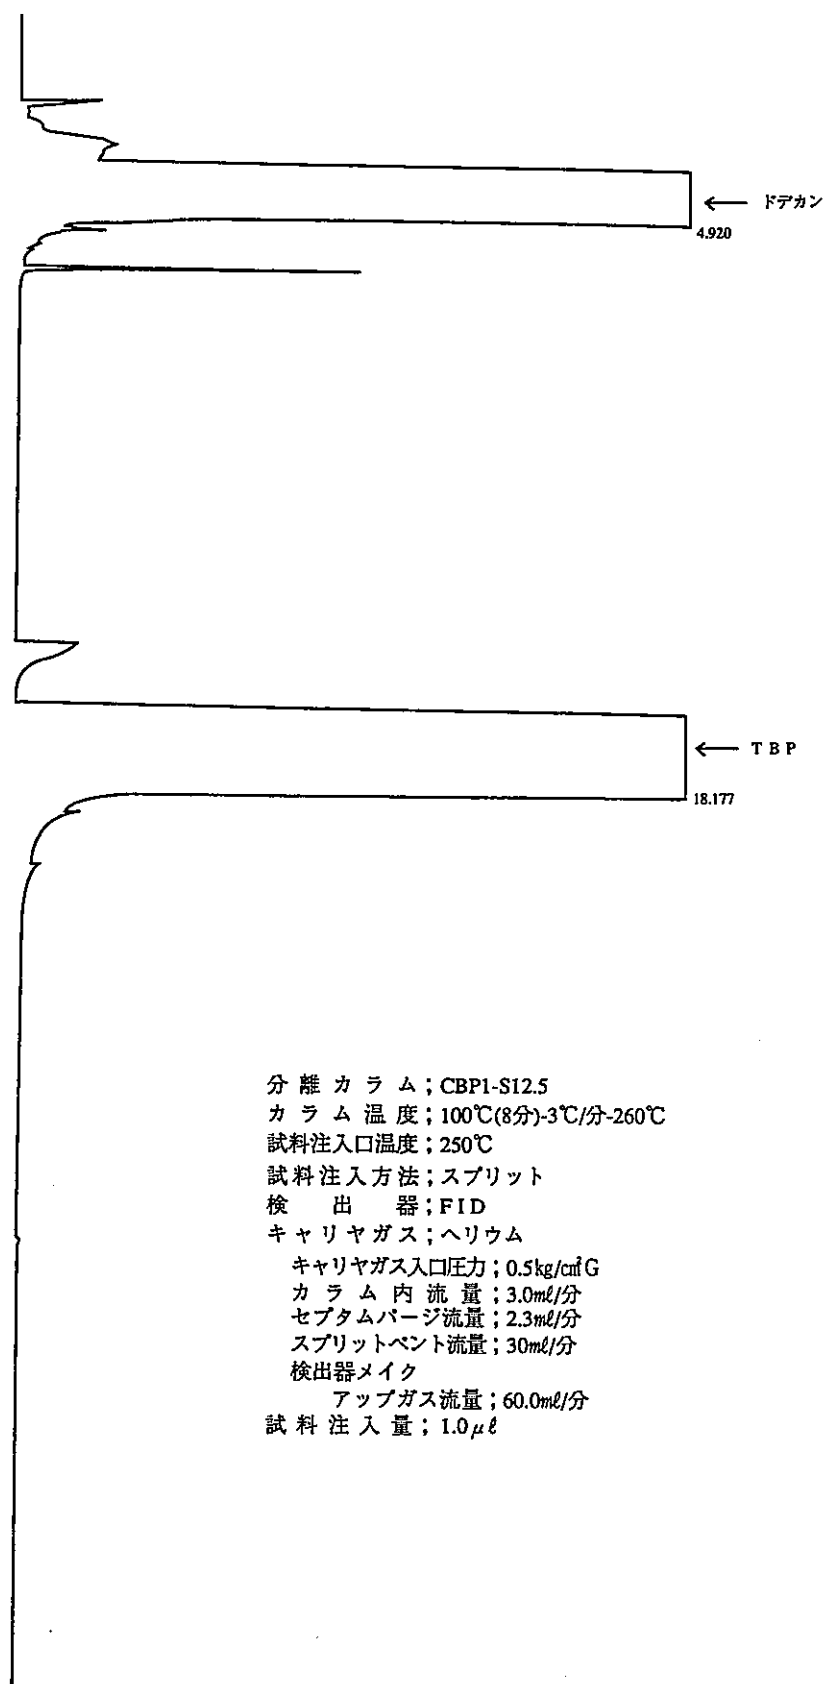 ドデカン
4.920
TBP
18.177
分離カラム;CBP1-S12.5
カラム温度;100℃(8分)-3℃/分-260℃
試料注入口温度;250℃
試料注入方法;スプリット
検出器;FID
キャリヤガス;ヘリウム
キャリヤガス入口圧力;0.5kg/c㎡G
カラム内流量;3.0mℓ/分
セプタムパージ流量;2.3mℓ/分
スプリットベント流量;30mℓ/分
検出器メイク
アップガス流量;60.0mℓ/分
試料注入量;1.0μℓ